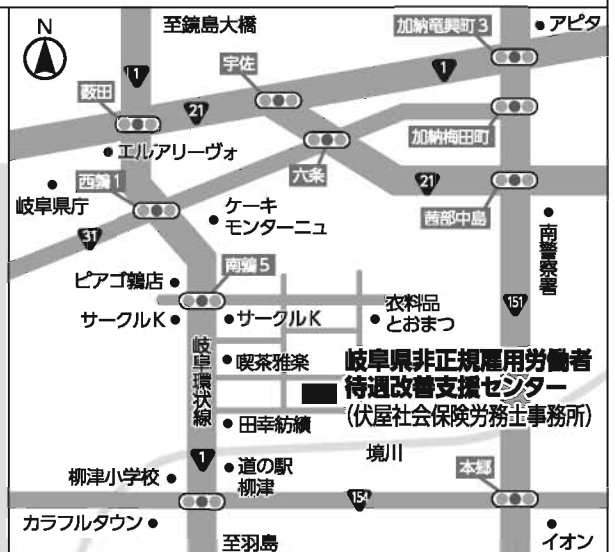 N
至鏡島大橋
加納竜興町3
アピタ
宇佐
1
1
薮田
21
エルアリーヴォ
加納梅田町
西鶉1
六条
岐阜県庁
ケーキ
モンターニュ
21
茜部中島
31
南警察署
ピアゴ鶉店
南鶉5
サークルK
サークルK
衣料品
とおまつ
151
岐阜環状線
喫茶雅楽
岐阜県非正規雇用労働者
待遇改善支援センター
(伏屋社会保険労務士事務所)
田幸紡績
境川
1
道の駅
柳津
柳津小学校
154
本郷
カラフルタウン
至羽島
イオン